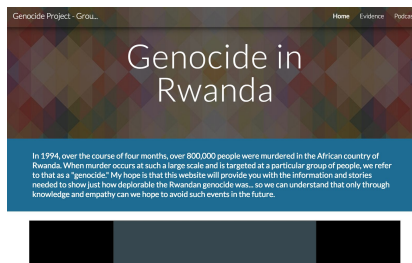 Genocide Project - Grou...
Home Evidence Podcas
Genocide in
Rwanda
In 1994, over the course of four months, over 800,000 people were murdered in the African country of
Rwanda. When murder occurs at such a large scale and is targeted at a particular group of people, we refer
to that as a "genocide." My hope is that this website will provide you with the information and stories
needed to show just how deplorable the Rwandan genocide was... so we can understand that only through
knowledge and empathy can we hope to avoid such events in the future.